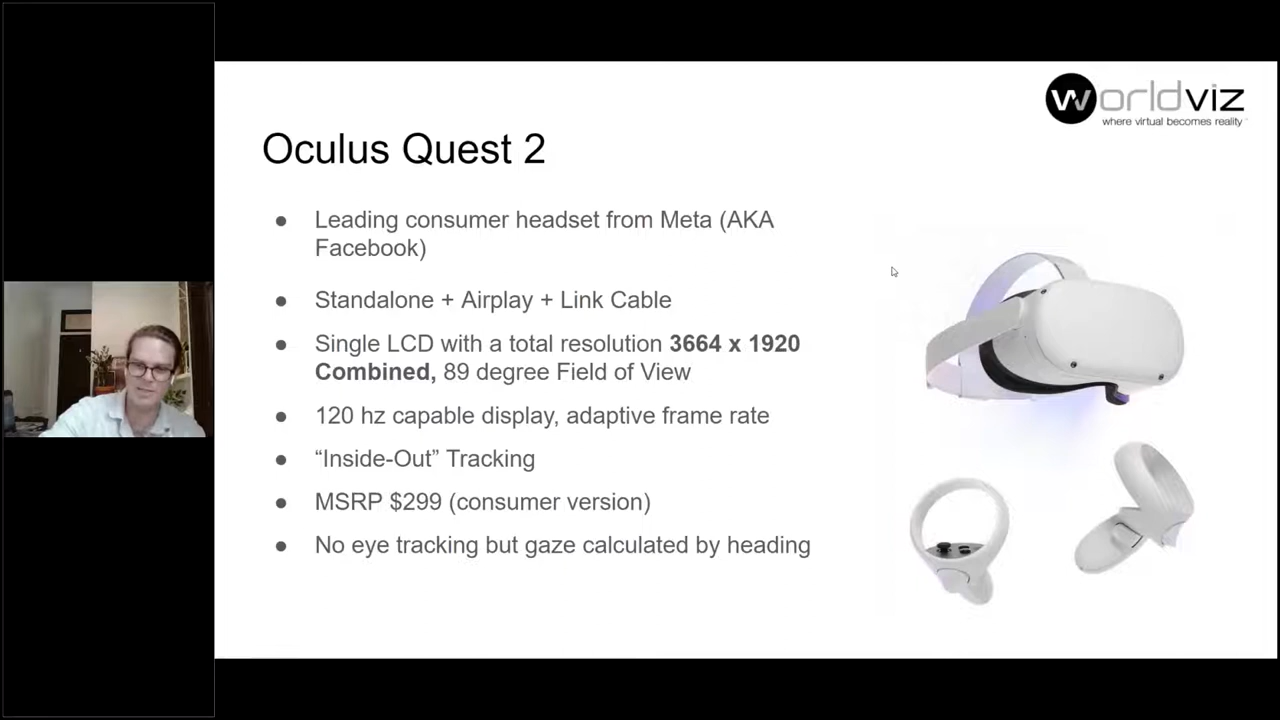 worldviz
where virtual becomes reality
Oculus Quest 2
● Leading consumer headset from Meta (AKA
Facebook)
● Standalone + Airplay + Link Cable
● Single LCD with a total resolution 3664 x 1920
Combined, 89 degree Field of View
● 120 hz capable display, adaptive frame rate
● “Inside-Out” Tracking
● MSRP $299 (consumer version)
● No eye tracking but gaze calculated by heading